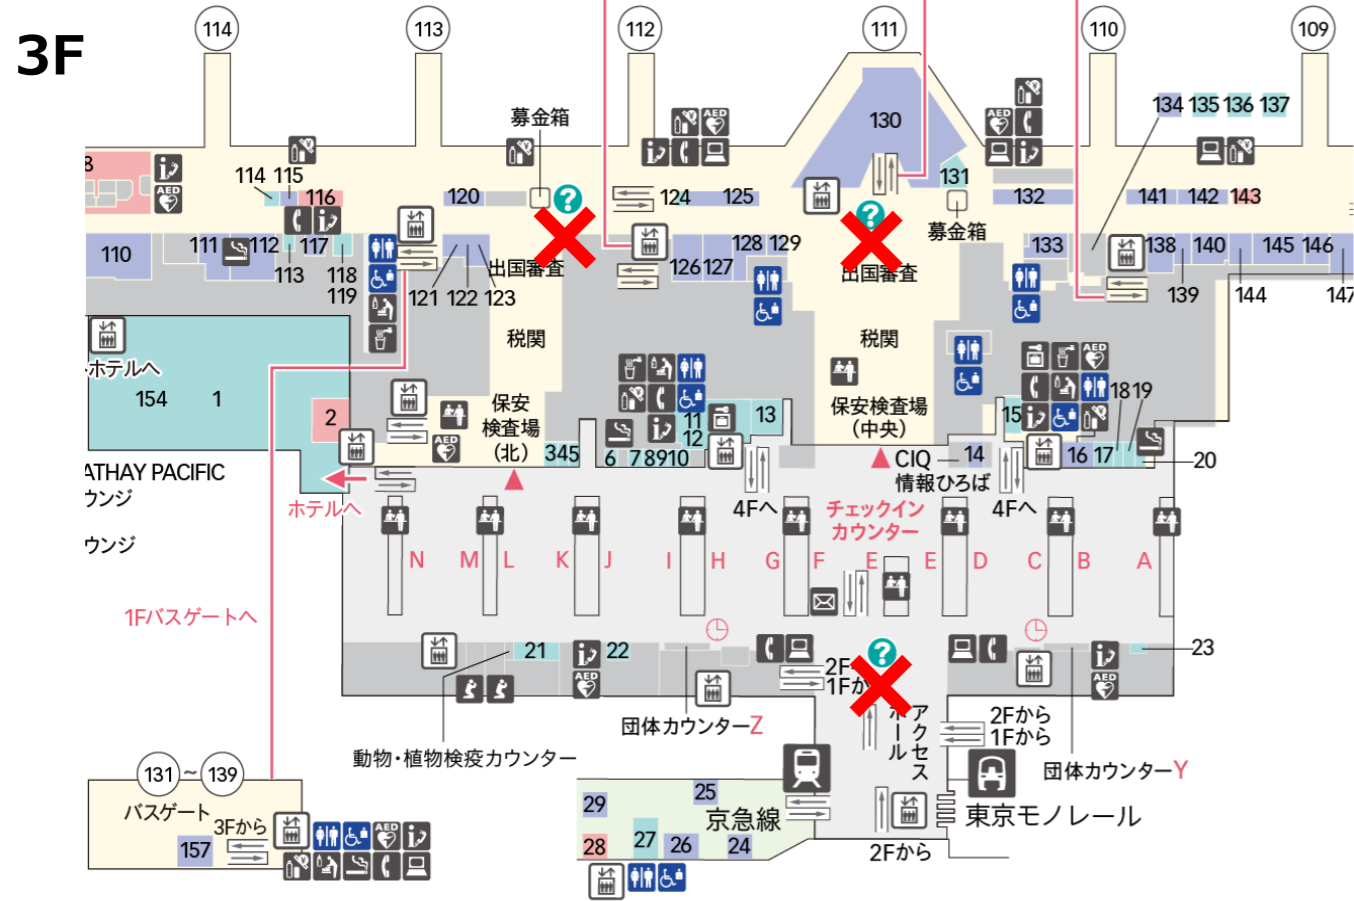 3F
114
113
112
111
110
109
募金箱
AED
AED
134 135 136 137
130
8
114 115
AED
116
120
124
125
131
132
141 142 143
?
?
募金箱
110
111
112
113
117
118
119
121 122 123
出国審査
126 127
128 129
出国審査
133
138
139
140
144
145 146
147
税関
税関
ホテルへ
154
1
2
保安
検査場
(北)
AED
345
6 7 8 9 10
11
12
13
保安検査場
(中央)
15
AED
18 19
14
16 17
20
CIQ
情報ひろば
ATHAY PACIFIC
ウンジ
ウンジ
ホテルへ
4Fへ
チェックイン
カウンター
4Fへ
N M L K J I H G F E E D C B A
1Fバスゲートへ
21
22
AED
?
2F
1Fか
AED
23
団体カウンターZ
動物・植物検疫カウンター
アクセス
ホール
2Fから
1Fから
団体カウンターY
131 ~ 139
バスゲート
3Fから
157
AED
29
25
28
27
26
24
京急線
東京モノレール
2Fから